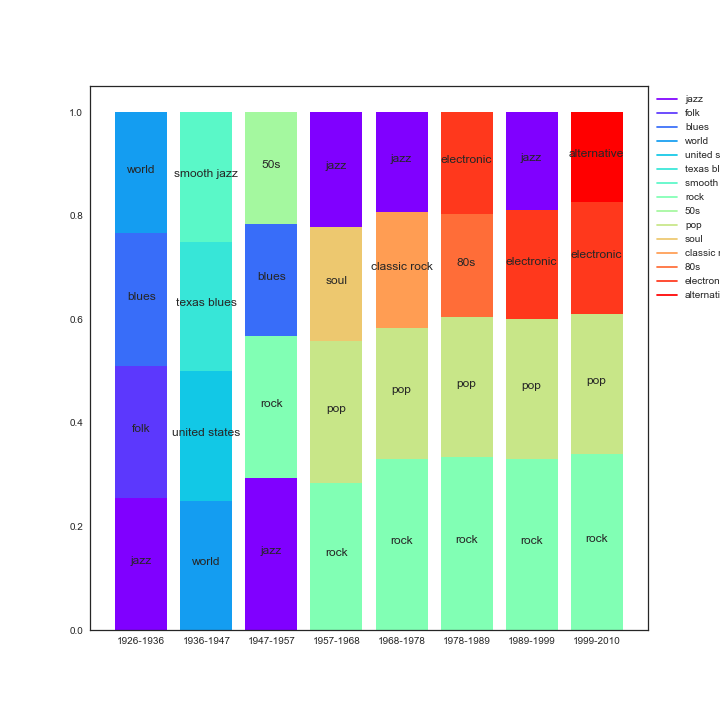 1.0
0.8
0.6
0.4
0.2
0.0
world
blues
folk
jazz
smooth jazz
texas blues
united states
world
50s
blues
rock
jazz
jazz
soul
pop
rock
jazz
classic rock
pop
rock
electronic
80s
pop
rock
jazz
electronic
pop
rock
alternative
electronic
pop
rock
1926-1936
1936-1947
1947-1957
1957-1968
1968-1978
1978-1989
1989-1999
1999-2010
jazz
folk
blues
world
united s
texas bl
smooth
rock
50s
pop
soul
classic r
80s
electron
alternati